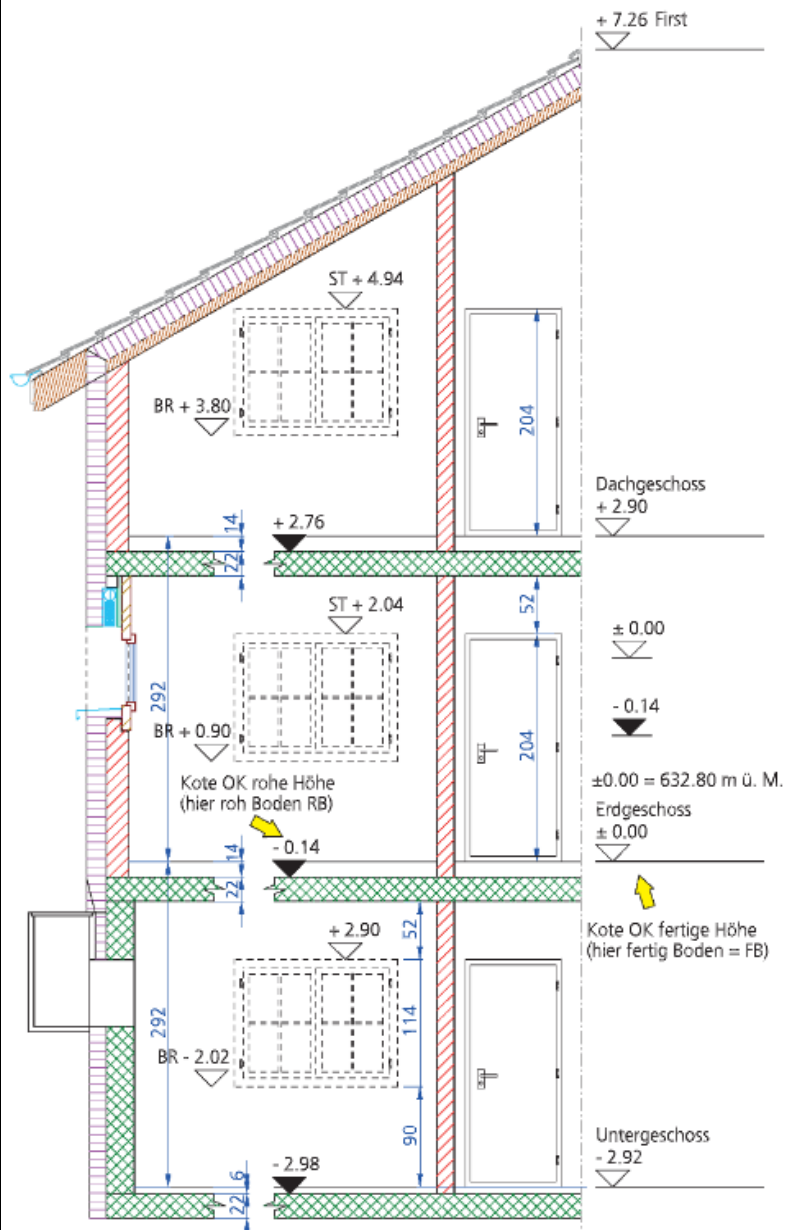 + 7.26 First
ST + 4.94
BR + 3.80
204
Dachgeschoss
+ 2.90
14
+ 2.76
22
52
ST + 2.04
± 0.00
292
- 0.14
BR + 0.90
204
Kote OK rohe Höhe
(hier roh Boden RB)
±0.00 = 632.80 m ü. M.
Erdgeschoss
± 0.00
14
- 0.14
22
52
+ 2.90
Kote OK fertige Höhe
(hier fertig Boden = FB)
292
114
BR - 2.02
90
Untergeschoss
- 2.92
6
- 2.98
22